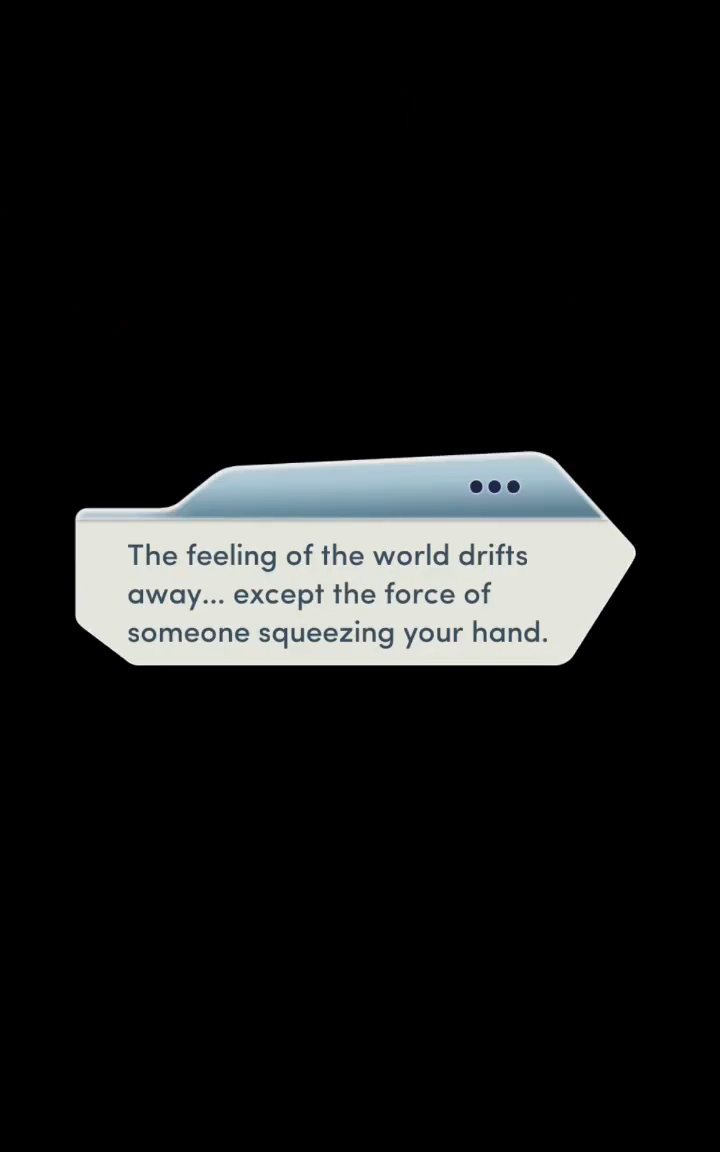 The feeling of the world drifts
away... except the force of
someone squeezing your hand.